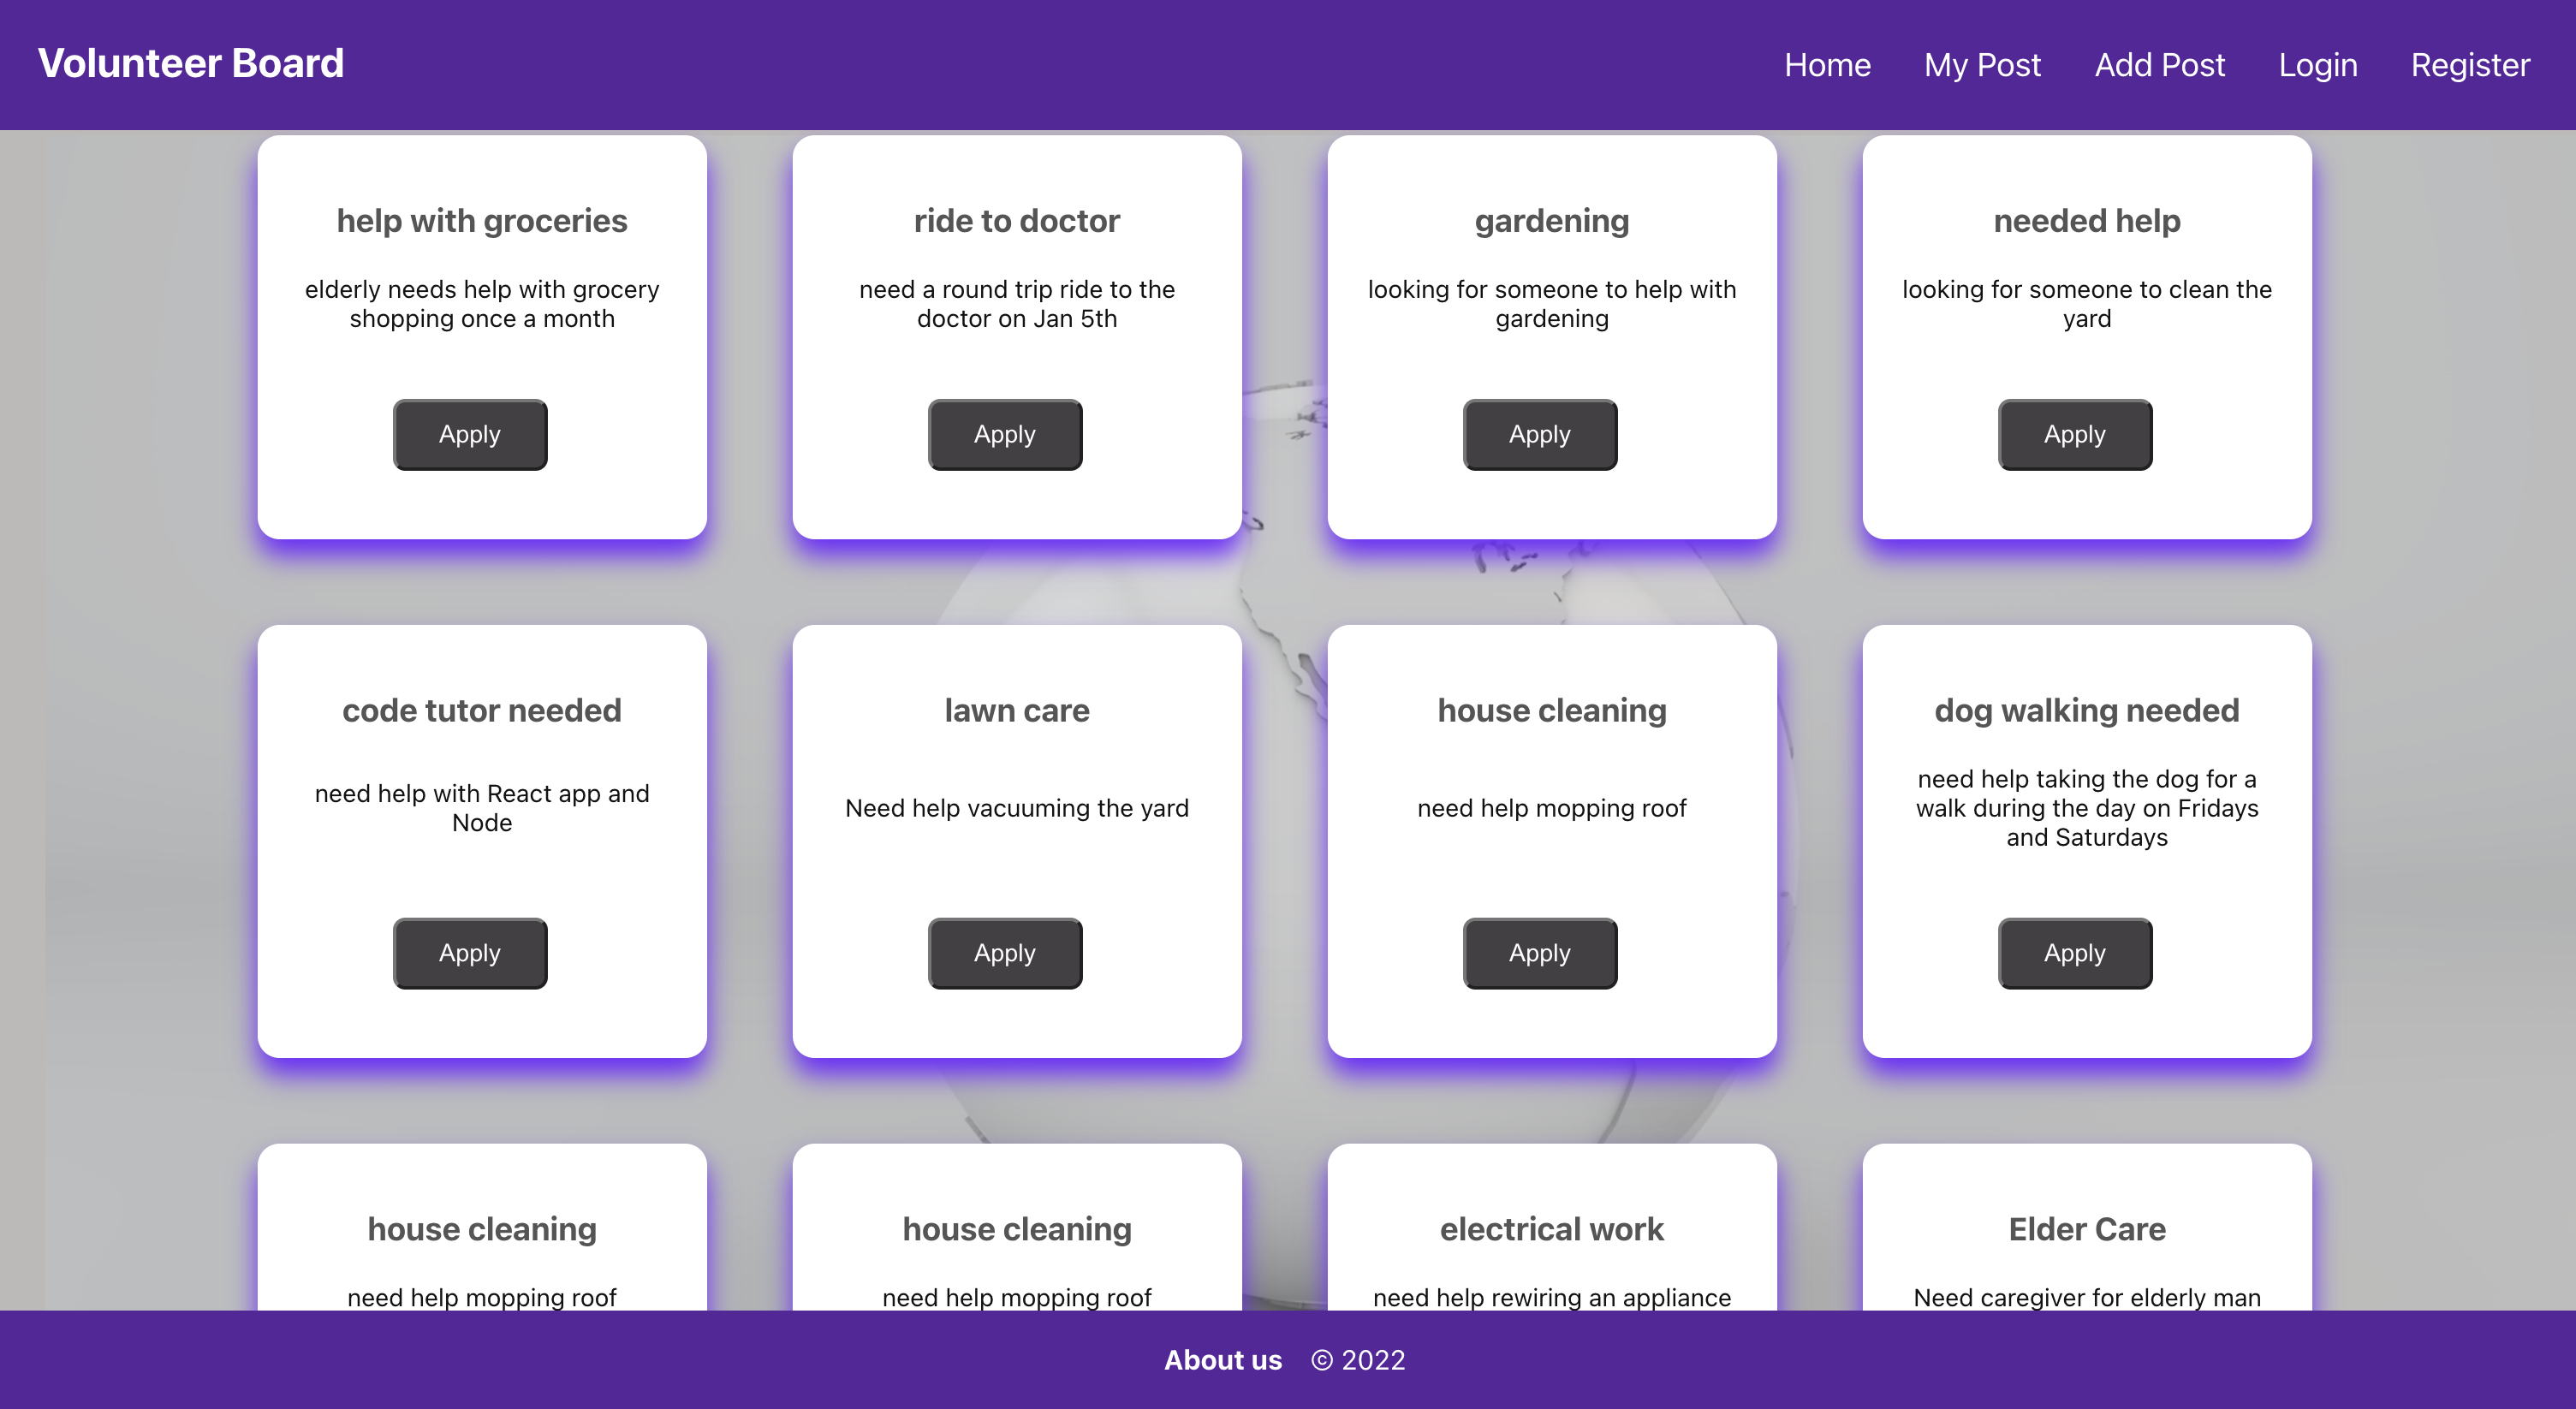 Volunteer Board
Home My Post Add Post Login Register
help with groceries
elderly needs help with grocery
shopping once a month
Apply
ride to doctor
need a round trip ride to the
doctor on Jan 5th
Apply
gardening
looking for someone to help with
gardening
Apply
needed help
looking for someone to clean the
yard
Apply
code tutor needed
need help with React app and
Node
Apply
lawn care
Need help vacuuming the yard
Apply
house cleaning
need help mopping roof
Apply
dog walking needed
need help taking the dog for a
walk during the day on Fridays
and Saturdays
Apply
house cleaning
need help mopping roof
house cleaning
need help mopping roof
electrical work
need help rewiring an appliance
Elder Care
Need caregiver for elderly man
About us © 2022